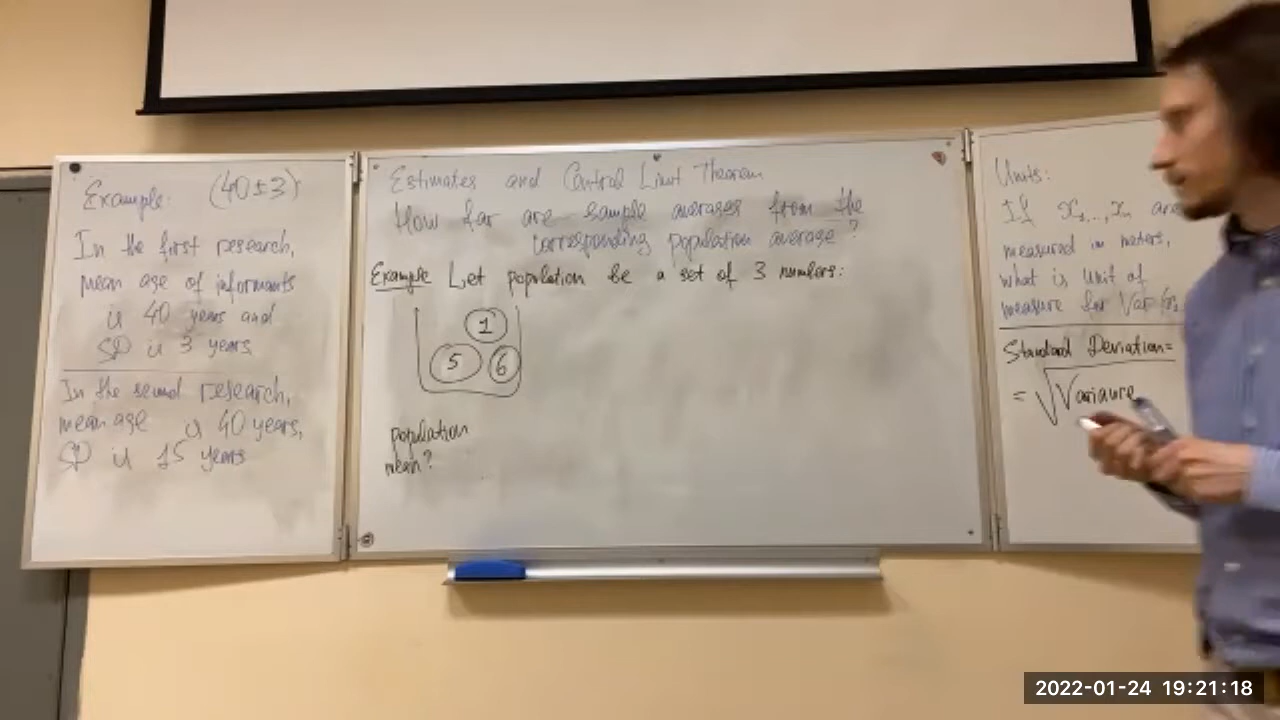 Example: (40±3)
In the first research,
mean age of informants
is 40 years and
SD is 3 years
In the second research,
mean age is 40 years,
SD is 15 years
Estimates and Central Limit Theorem
How far are sample averages from the
corresponding population average?
Example Let population be a set of 3 numbers:
1
5 6
population
mean?
Units:
If x₁,..,xₙ are
measured in meters,
what is unit of
measure for Var(x₁
Standard Deviation=
= √Variance
2022-01-24 19:21:18